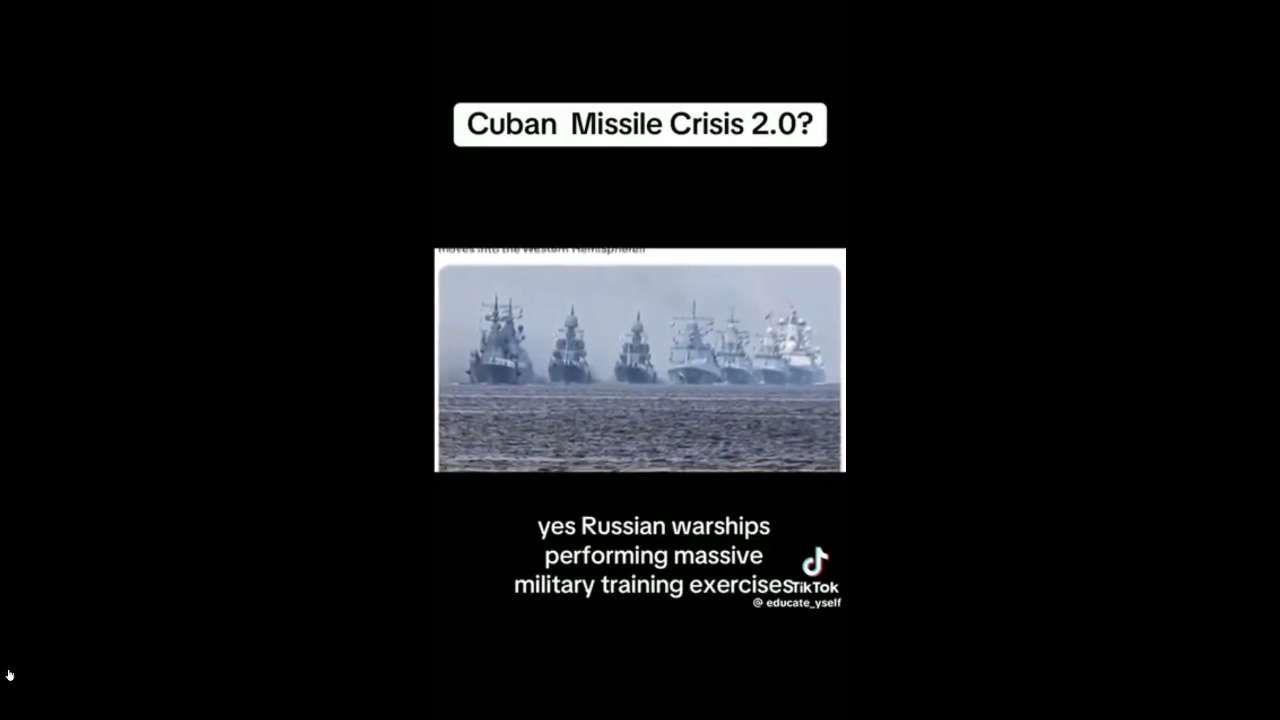 Cuban Missile Crisis 2.0?
moves into the Western Hemisphere!!
yes Russian warships
performing massive
military training exercises
TikTok
@ educate_yself